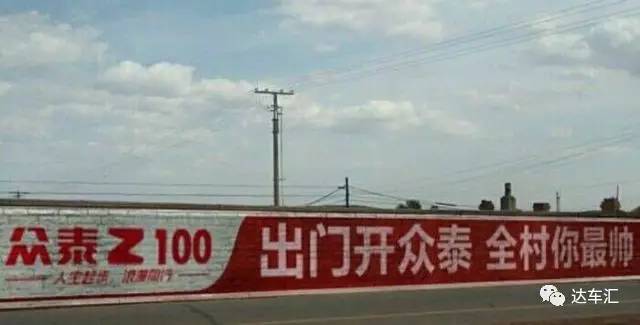 众泰Z100
人生起步 浪漫同行
出门开众泰 全村你最帅
达车汇